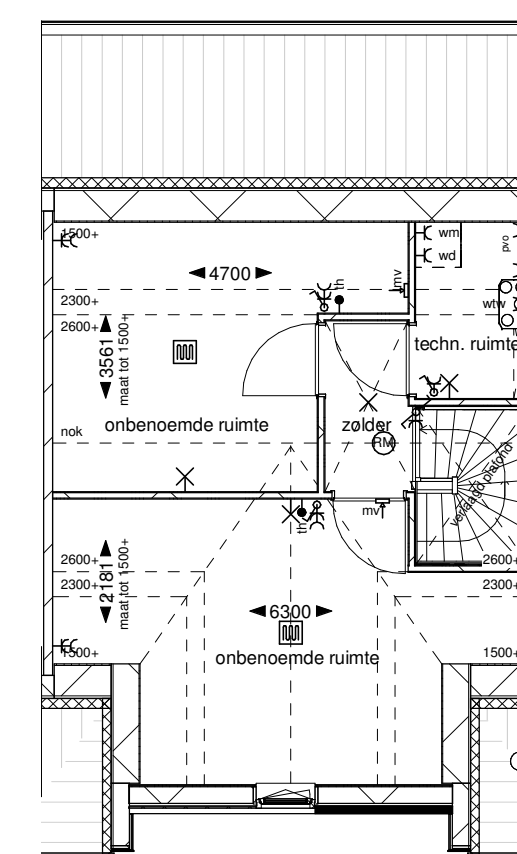 1500+
wm
wd
pvo
4700
th
mv
2300+
wtw
2600+
3561
maat tot 1500+
techn. ruimte
onbenoemde ruimte
zolder
nok
RM
verlaagd plafond
mv
th
2600+
2600+
2300+
2300+
2181
maat tot 1500+
6300
onbenoemde ruimte
1500+
1500+